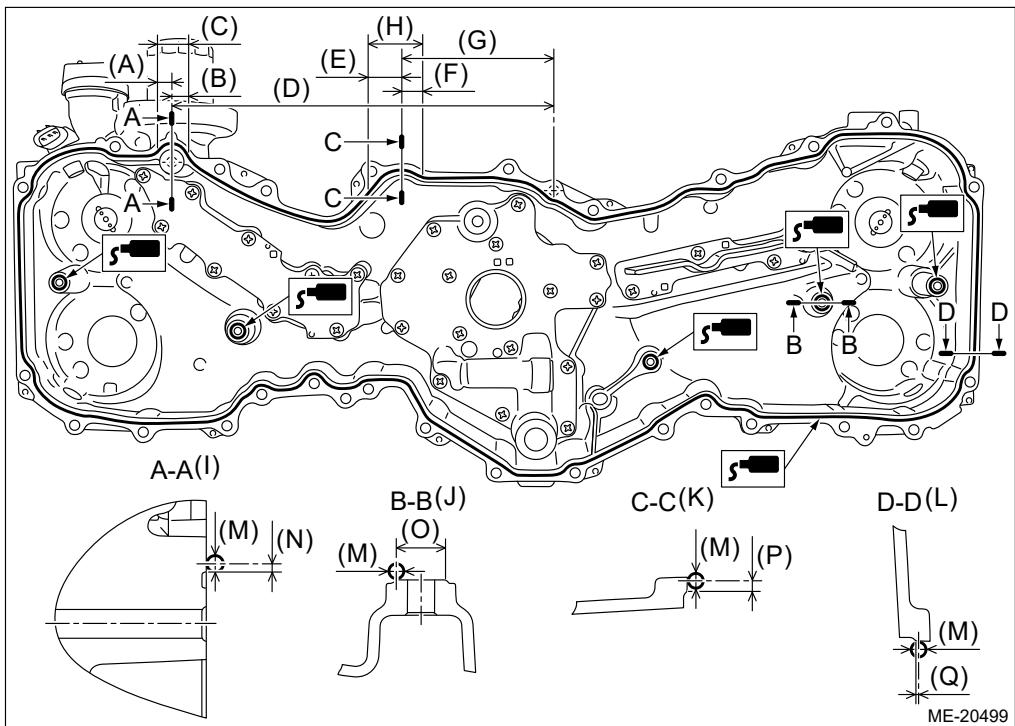 (C)
(H)
(G)
(A)
(B)
(E)
(F)
(D)
A
C
A
C
D
D
B
B
A-A(I)
B-B(J)
C-C(K)
D-D(L)
(M)
(N)
(O)
(M)
(M)
(P)
(M)
(Q)
ME-20499